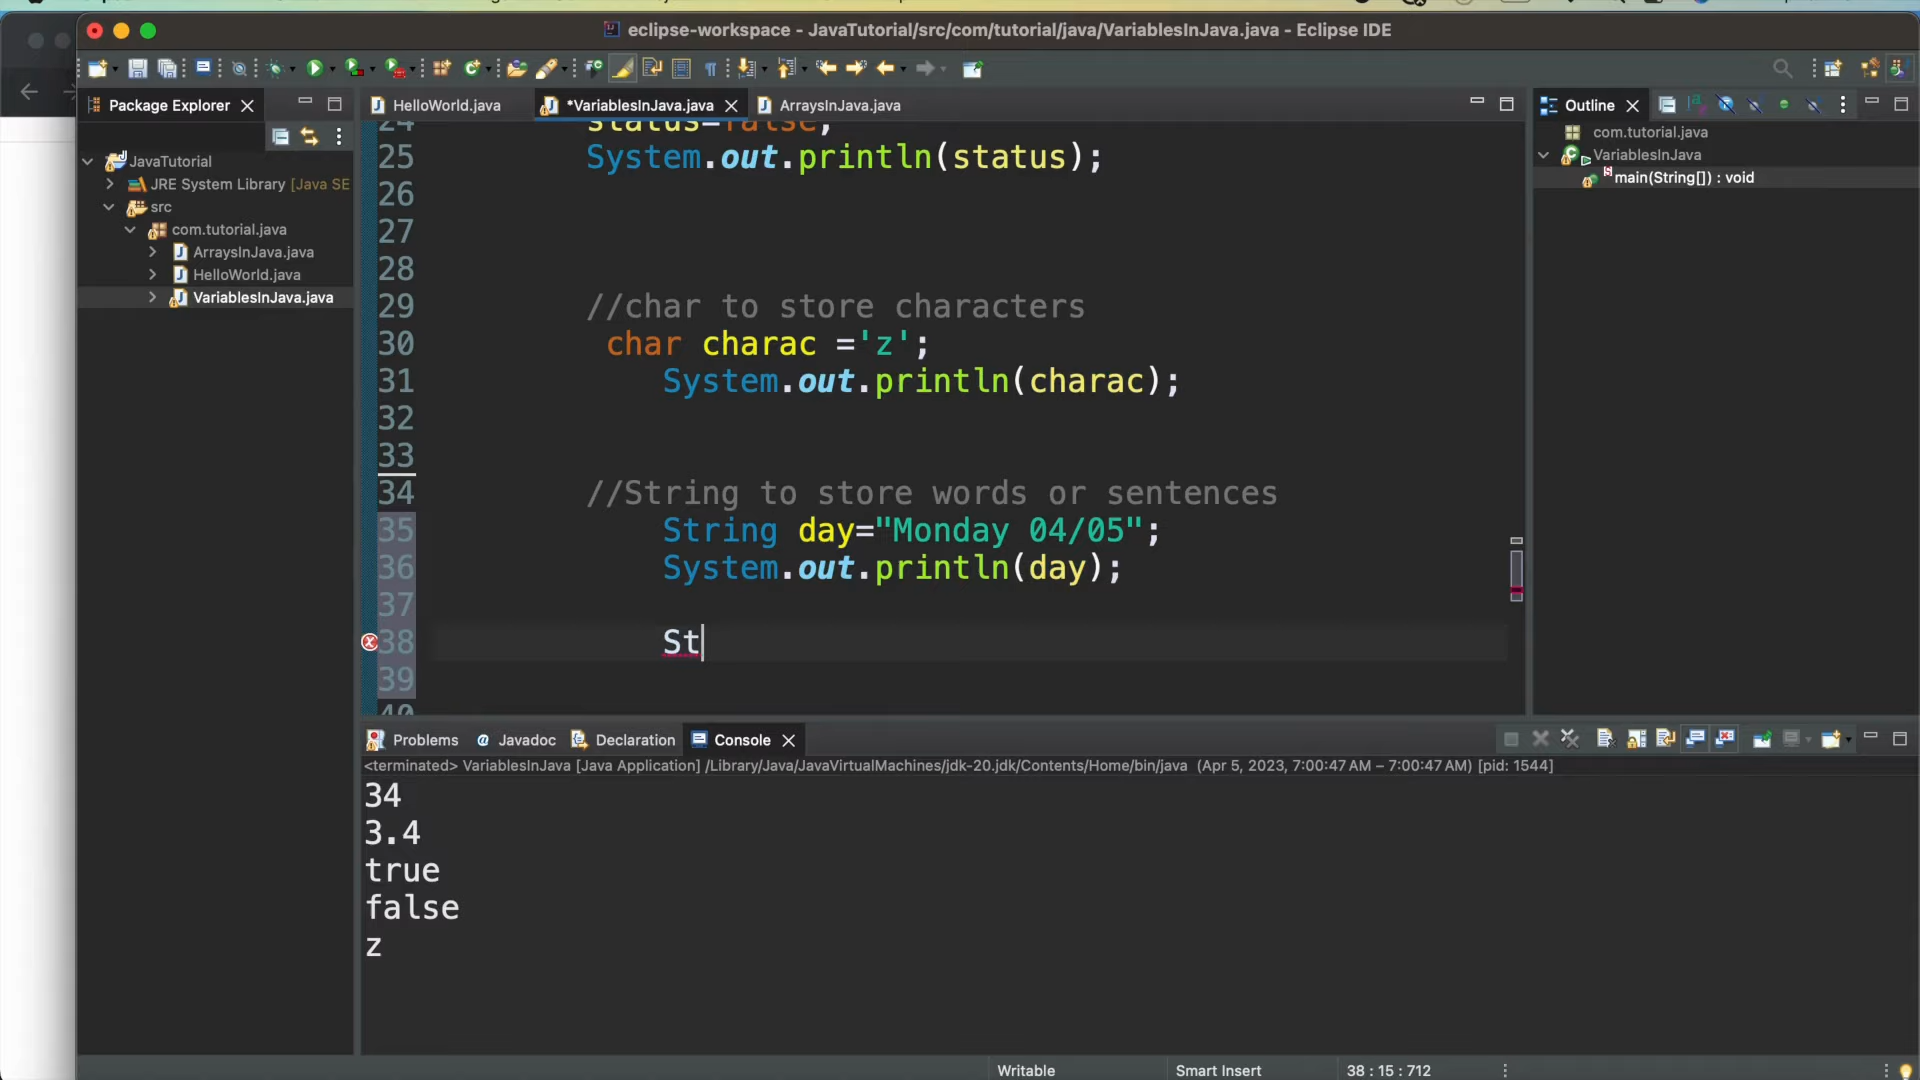 eclipse-workspace - JavaTutorial/src/com/tutorial/java/VariablesInJava.java - Eclipse IDE
Package Explorer
HelloWorld.java
*VariablesInJava.java
ArraysInJava.java
Outline
JavaTutorial
JRE System Library [Java SE
src
com.tutorial.java
ArraysInJava.java
HelloWorld.java
VariablesInJava.java
24 status=false;
25 System.out.println(status);
26
27
28
29 //char to store characters
30 char charac ='z';
31 System.out.println(charac);
32
33
34 //String to store words or sentences
35 String day="Monday 04/05";
36 System.out.println(day);
37
38 St
39
40
com.tutorial.java
VariablesInJava
main(String[]) : void
Problems
@ Javadoc
Declaration
Console
<terminated> VariablesInJava [Java Application] /Library/Java/JavaVirtualMachines/jdk-20.jdk/Contents/Home/bin/java (Apr 5, 2023, 7:00:47 AM – 7:00:47 AM) [pid: 1544]
34
3.4
true
false
z
Writable
Smart Insert
38 : 15 : 712